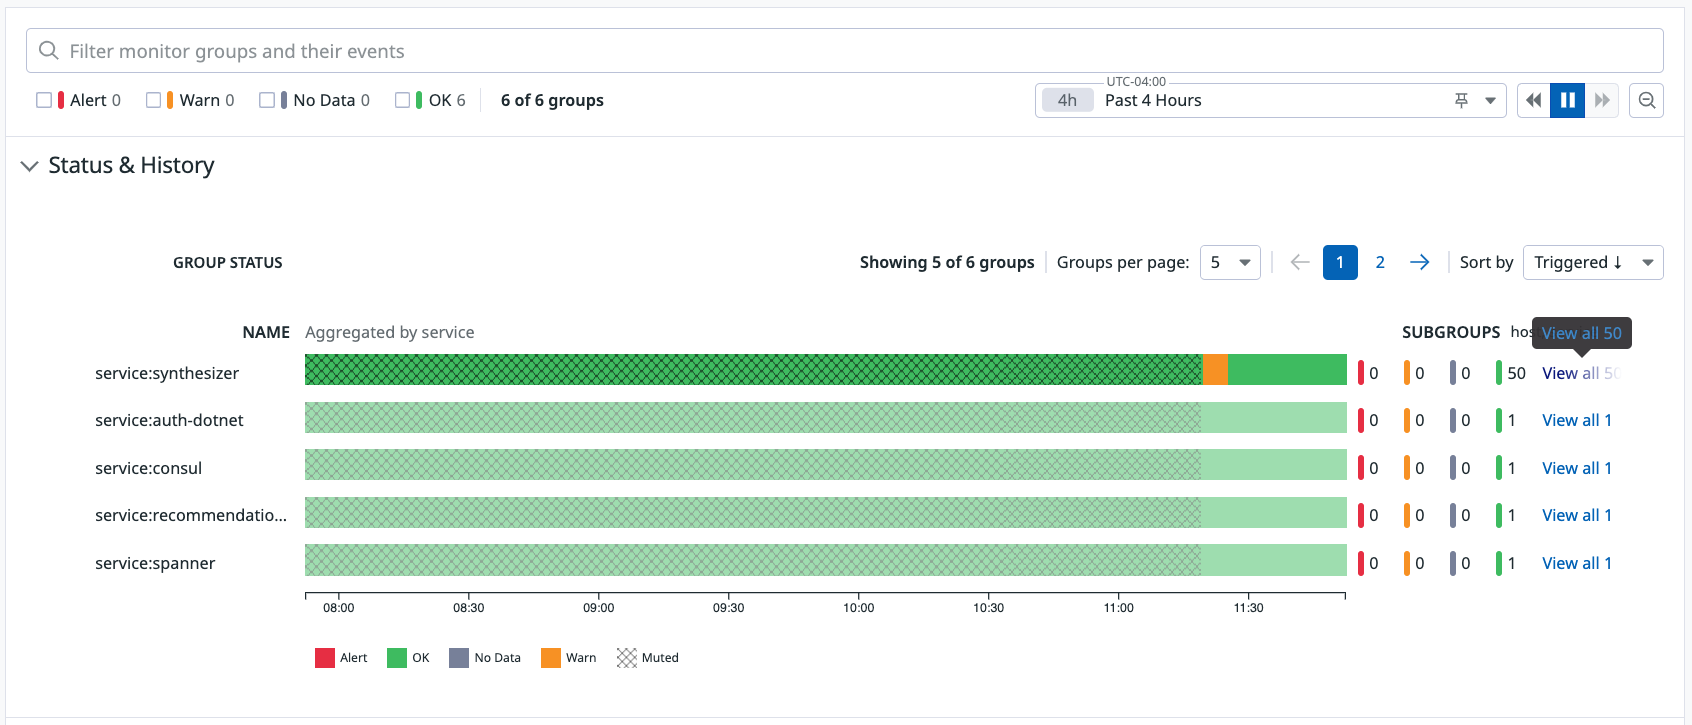 Filter monitor groups and their events
Alert 0 Warn 0 No Data 0 OK 6 6 of 6 groups
UTC-04:00
4h Past 4 Hours
Status & History
GROUP STATUS Showing 5 of 6 groups Groups per page: 5 1 2 Sort by Triggered ↓
NAME Aggregated by service SUBGROUPS View all 50
service:synthesizer 0 0 0 50 View all 50
service:auth-dotnet 0 0 0 1 View all 1
service:consul 0 0 0 1 View all 1
service:recommendatio... 0 0 0 1 View all 1
service:spanner 0 0 0 1 View all 1
08:00 08:30 09:00 09:30 10:00 10:30 11:00 11:30
Alert OK No Data Warn Muted